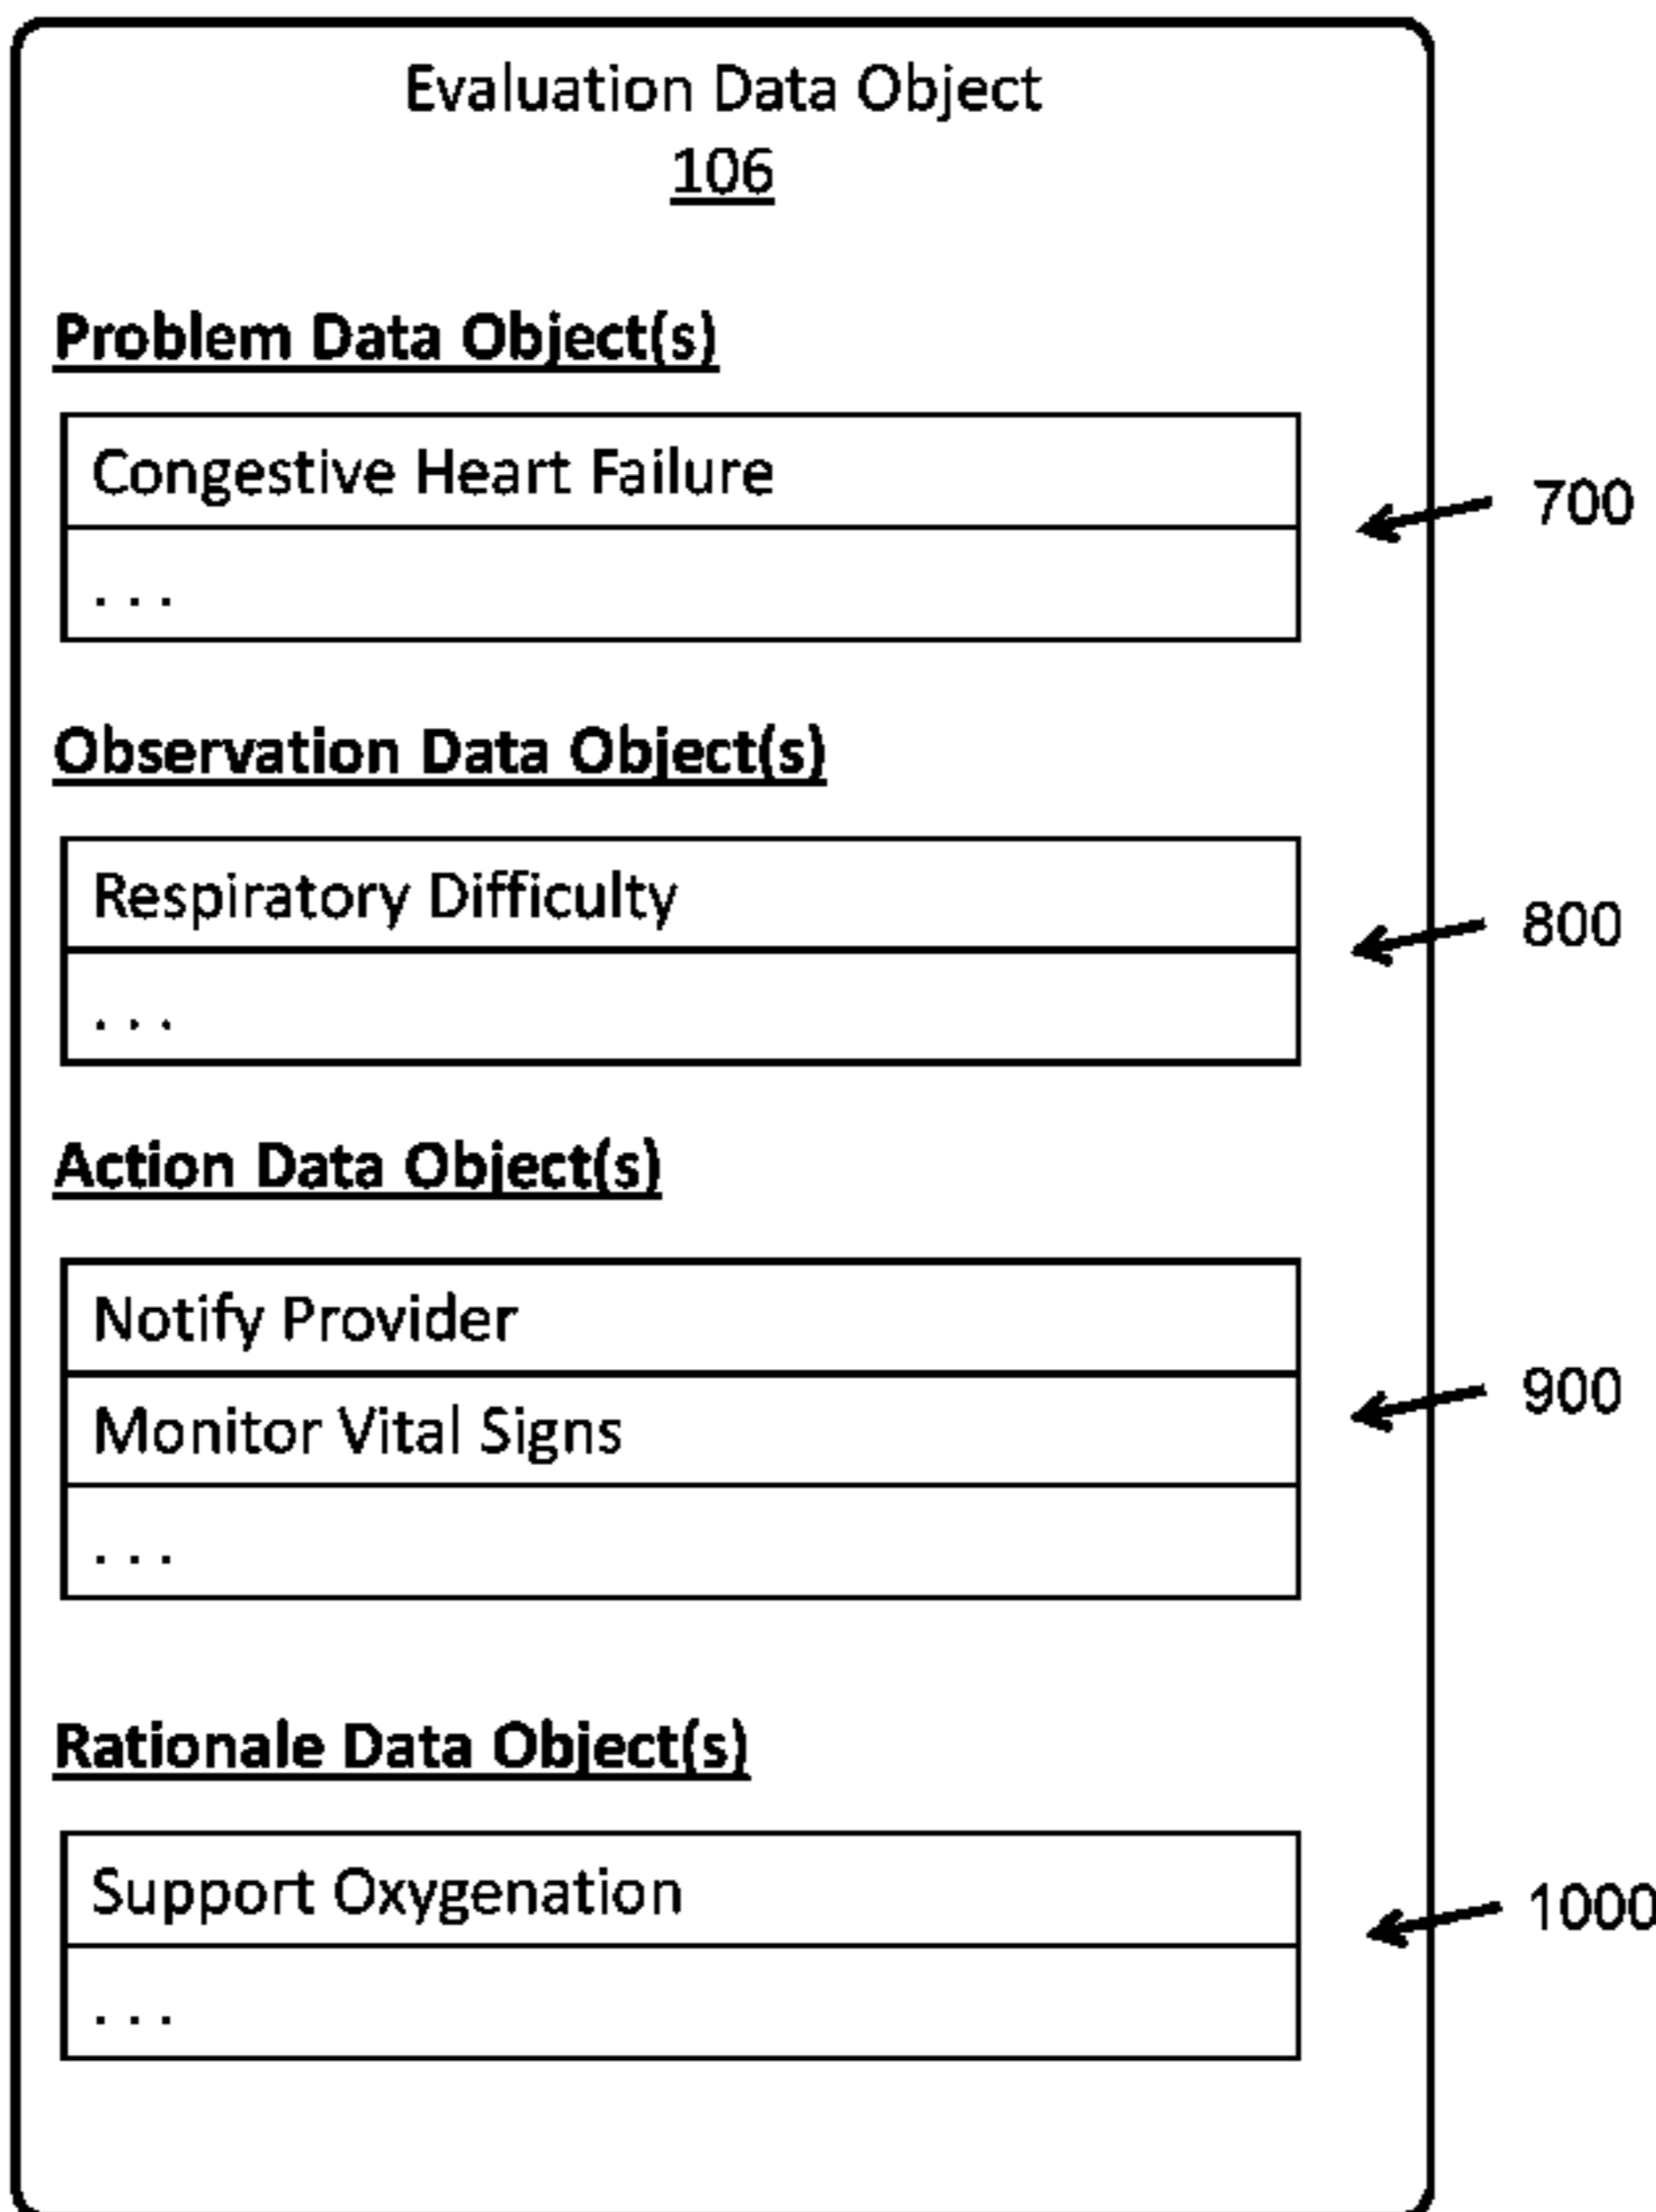 Evaluation Data Object
106
Problem Data Object(s)
Congestive Heart Failure
700
. . .
Observation Data Object(s)
Respiratory Difficulty
800
. . .
Action Data Object(s)
Notify Provider
900
Monitor Vital Signs
. . .
Rationale Data Object(s)
Support Oxygenation
1000
. . .